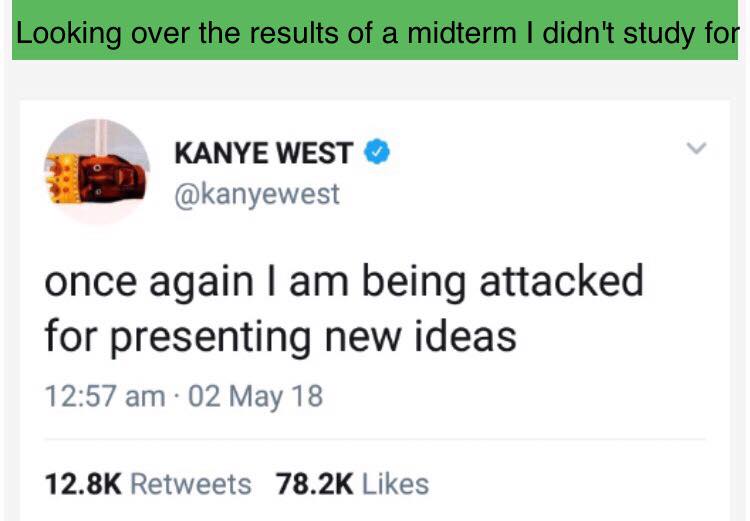 Looking over the results of a midterm I didn't study for
KANYE WEST
@kanyewest
once again I am being attacked
for presenting new ideas
12:57 am · 02 May 18
12.8K Retweets 78.2K Likes